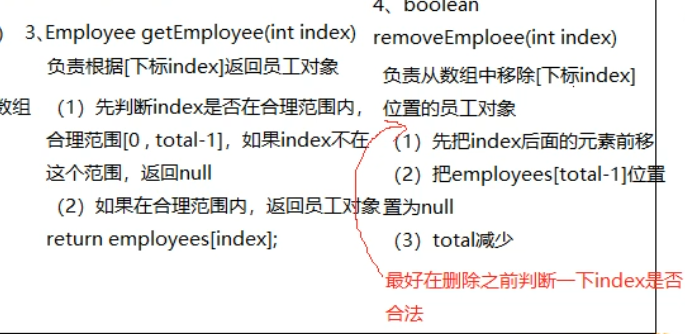 3、Employee getEmployee(int index)
负责根据[下标index]返回员工对象
数组
（1）先判断index是否在合理范围内，
合理范围[0 , total-1]，如果index不在
这个范围，返回null
（2）如果在合理范围内，返回员工对象
return employees[index];
4、boolean
removeEmploee(int index)
负责从数组中移除[下标index]
位置的员工对象
（1）先把index后面的元素前移
（2）把employees[total-1]位置
置为null
（3）total减少
最好在删除之前判断一下index是否
合法